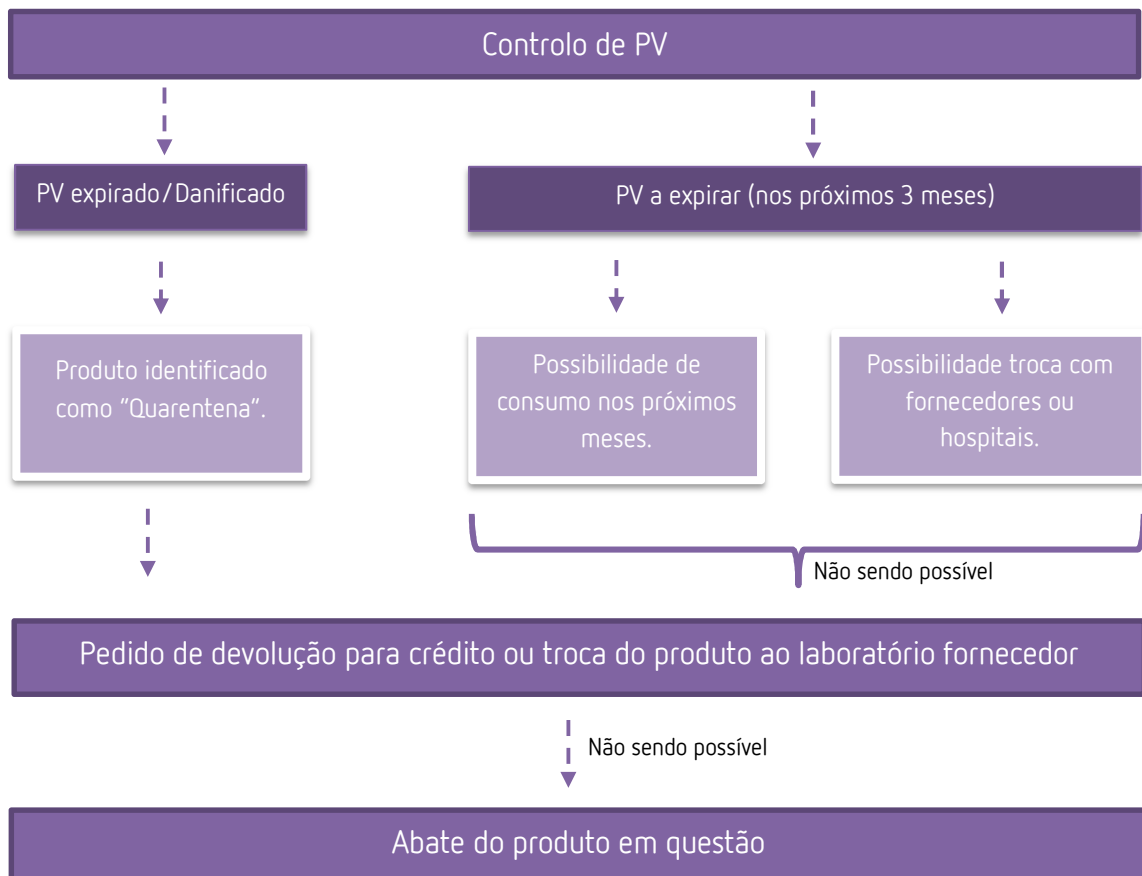 Controlo de PV
PV expirado/Danificado
PV a expirar (nos próximos 3 meses)
Produto identificado
como "Quarentena".
Possibilidade de
consumo nos próximos
meses.
Possibilidade troca com
fornecedores ou
hospitais.
Não sendo possível
Pedido de devolução para crédito ou troca do produto ao laboratório fornecedor
Não sendo possível
Abate do produto em questão